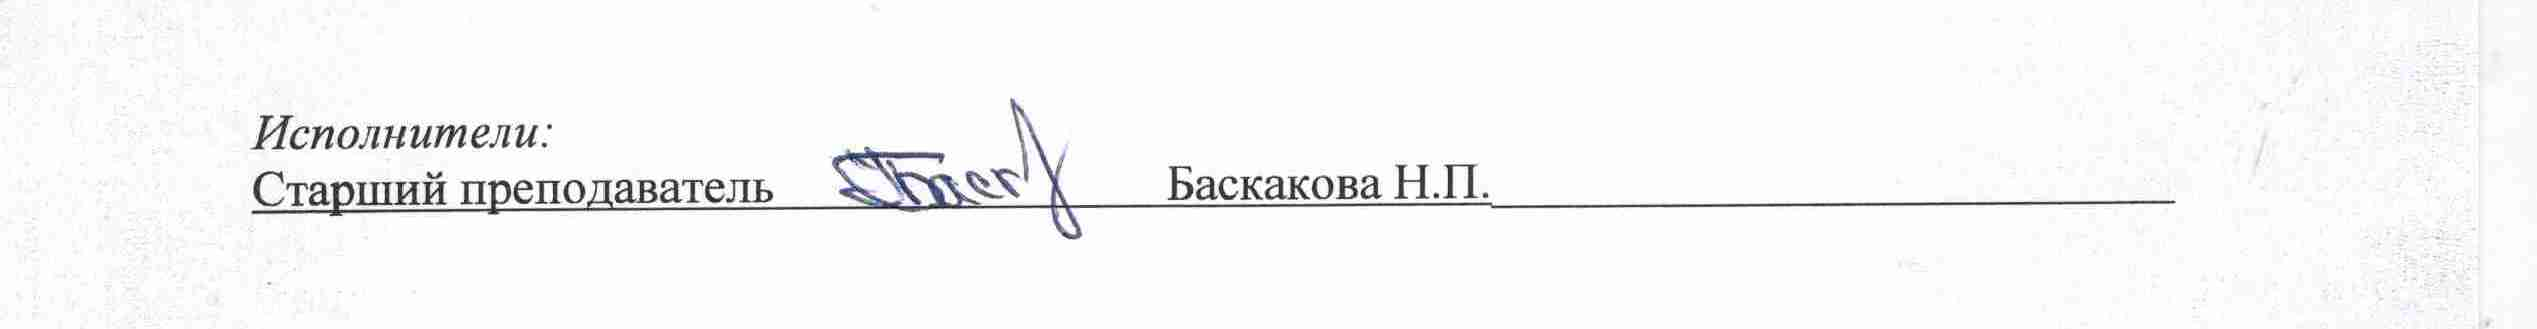 Исполнители:
Старший преподаватель Баскакова Н.П.